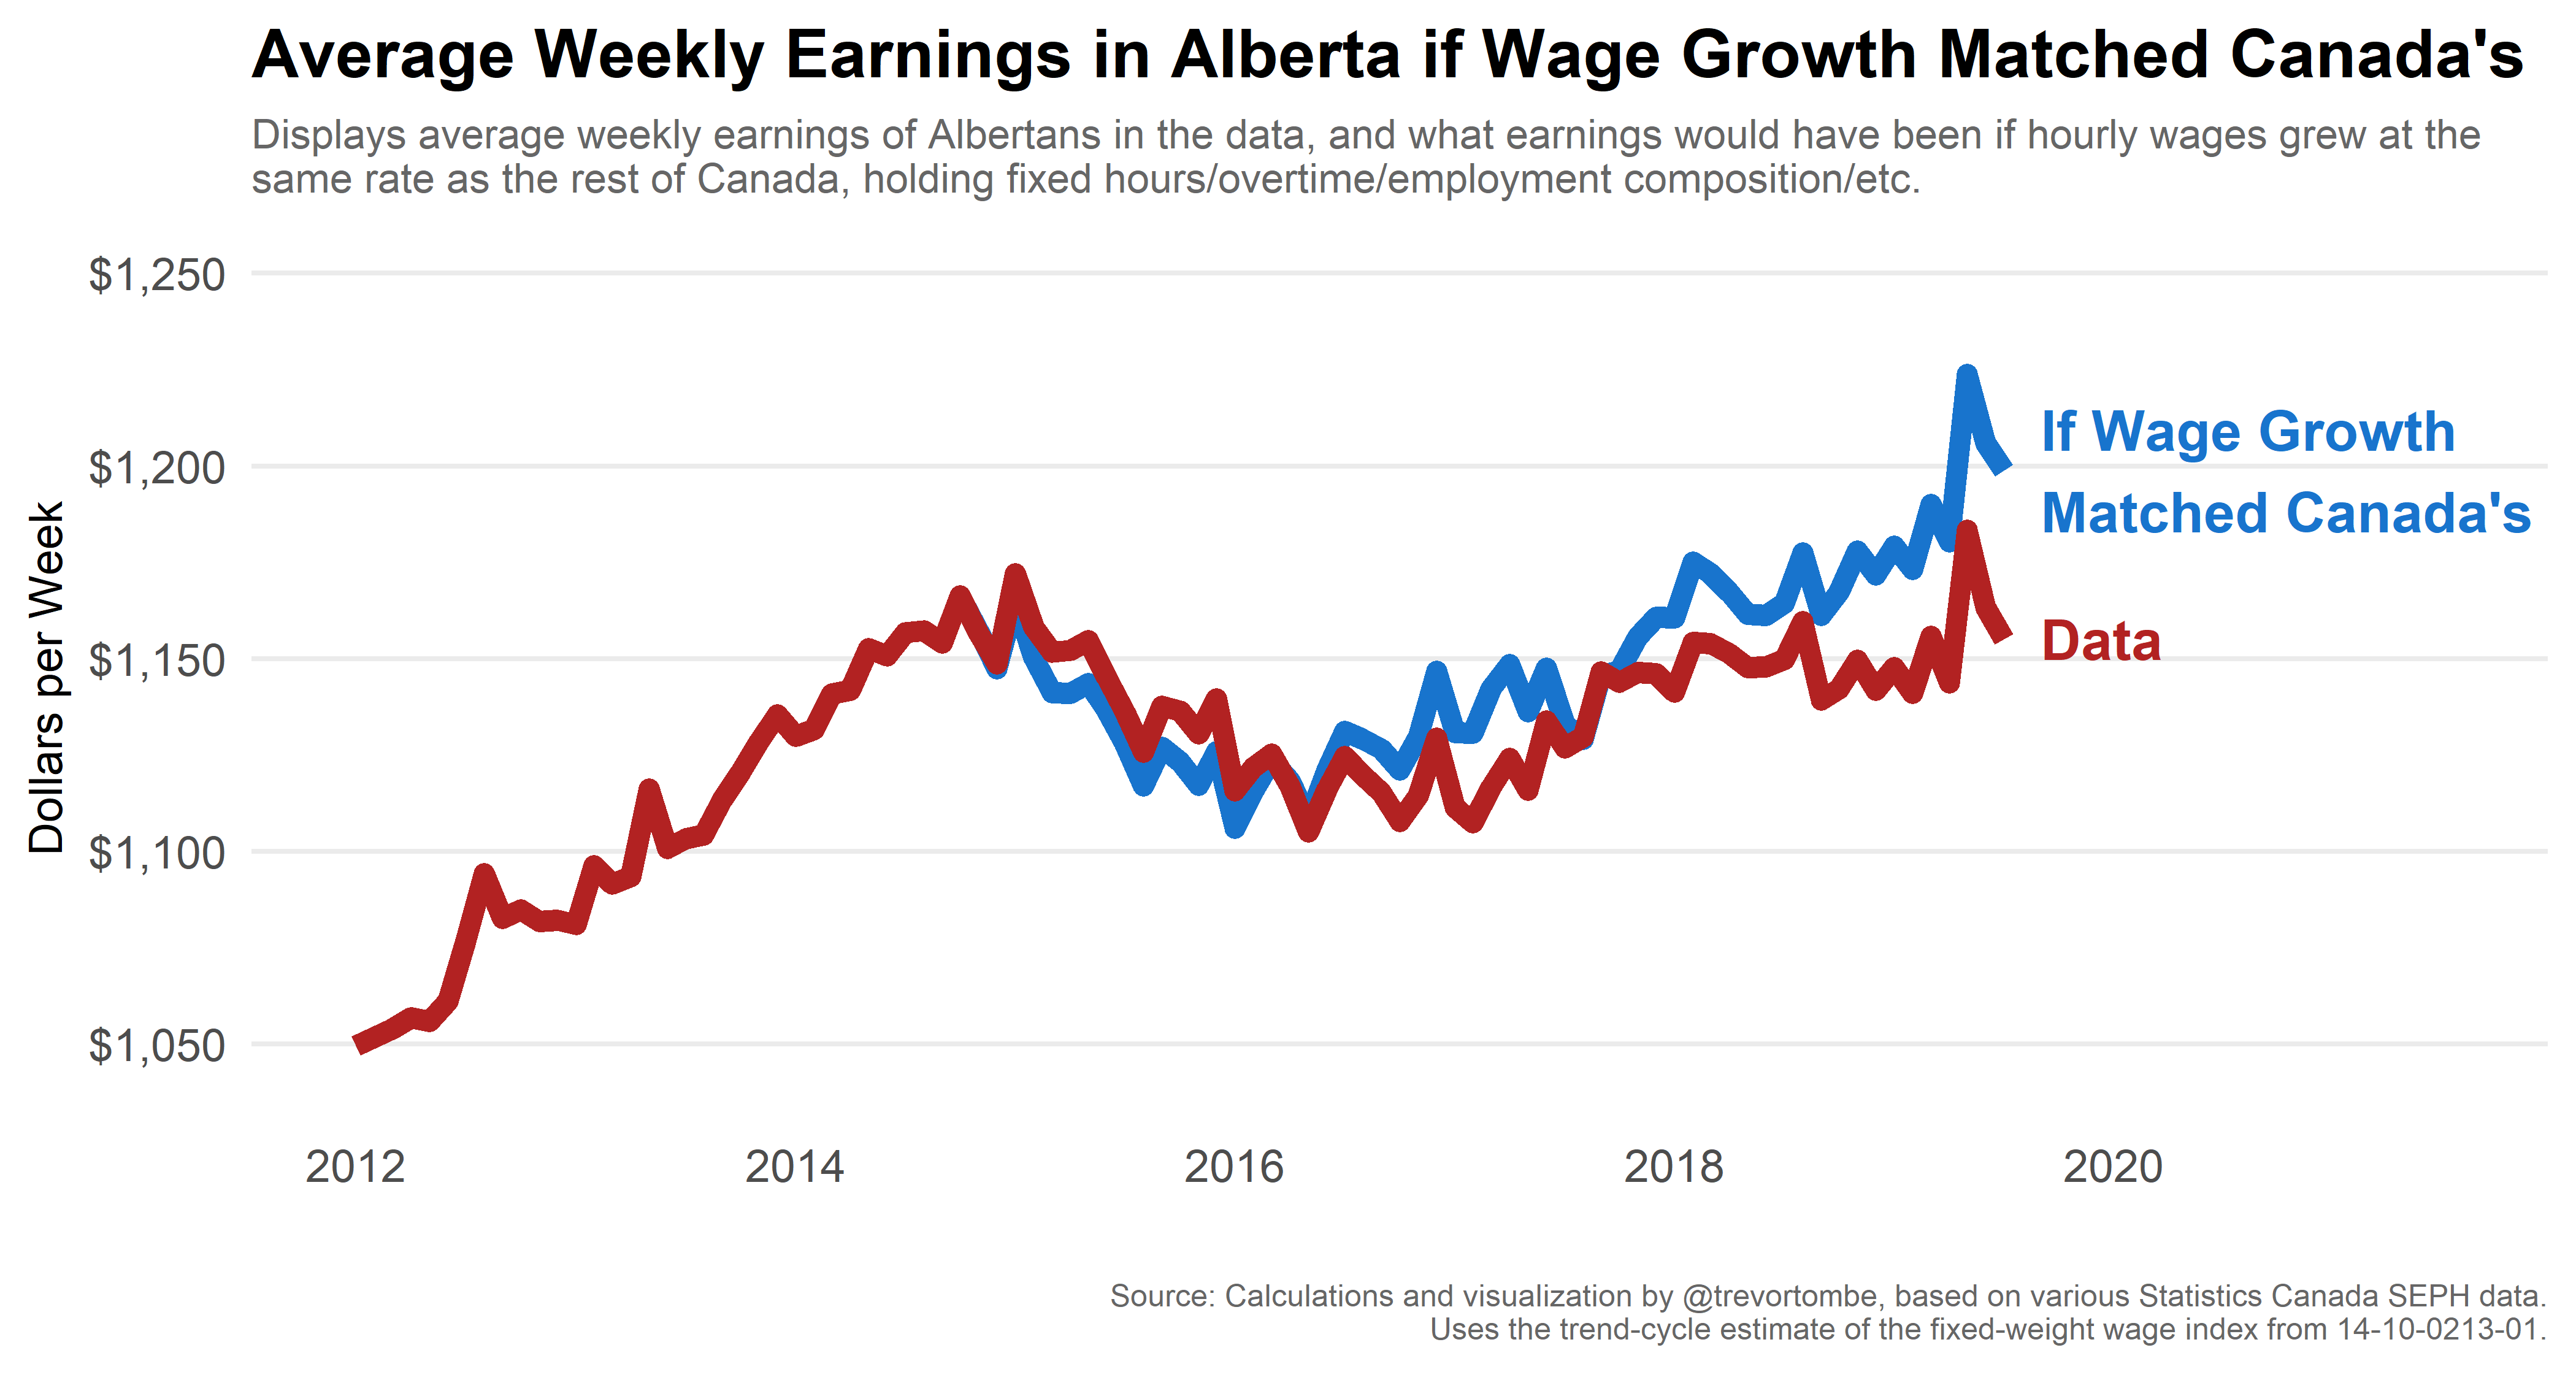 Average Weekly Earnings in Alberta if Wage Growth Matched Canada's
Displays average weekly earnings of Albertans in the data, and what earnings would have been if hourly wages grew at the
same rate as the rest of Canada, holding fixed hours/overtime/employment composition/etc.
Dollars per Week
$1,250
$1,200
$1,150
$1,100
$1,050
If Wage Growth
Matched Canada's
Data
2012
2014
2016
2018
2020
Source: Calculations and visualization by @trevortombe, based on various Statistics Canada SEPH data.
Uses the trend-cycle estimate of the fixed-weight wage index from 14-10-0213-01.